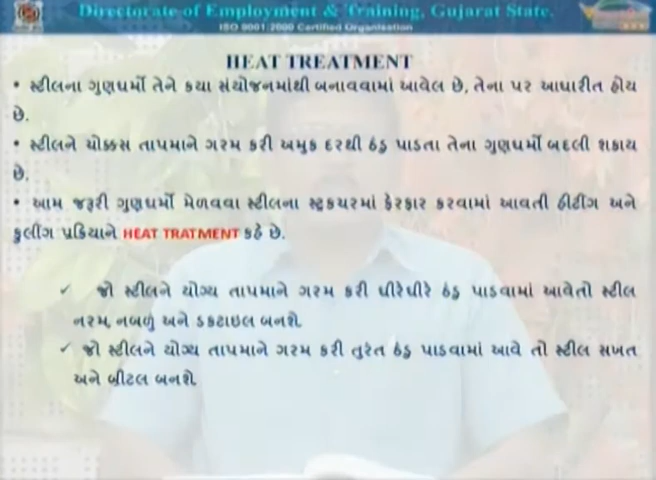 Directorate of Employment & Training, Gujarat State.
ISO 9001:2000 Certified Organisation
HEAT TREATMENT
• સ્ટીલના ગુણધર્મો તેને કયા સંયોજનમાંથી બનાવવામાં આવેલ છે, તેના પર આધારીત હોય
છે.
• સ્ટીલને ચોક્કસ તાપમાને ગરમ કરી અમુક દરથી ઠંડુ પાડતા તેના ગુણધર્મો બદલી શકાય
છે.
• આમ જરૂરી ગુણધર્મો મેળવવા સ્ટીલના સ્ટ્રકચરમાં ફેરફાર કરવામાં આવતી હીટીંગ અને
કુલીંગ પ્રક્રિયાને HEAT TRATMENT કહે છે.
✓ જો સ્ટીલને યોગ્ય તાપમાને ગરમ કરી ધીરેધીરે ઠંડુ પાડવામાં આવેતો સ્ટીલ
નરમ, નબળું અને ડકટાઇલ બનશે.
✓ જો સ્ટીલને યોગ્ય તાપમાને ગરમ કરી તુરંત ઠંડુ પાડવામાં આવે તો સ્ટીલ સખત
અને બ્રીટલ બનશે.